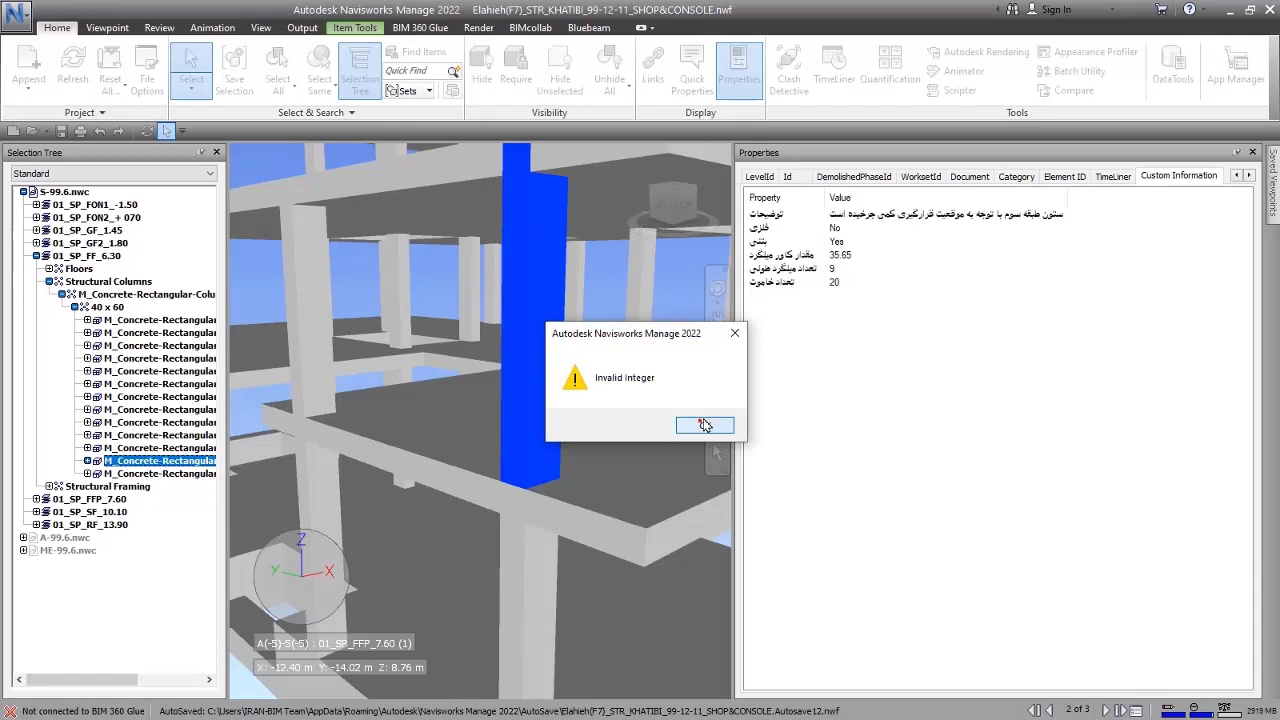 Autodesk Navisworks Manage 2022 Elahieh(F7)_STR_KHATIBI_99-12-11_SHOP&CONSOLE.nwf
Sign In
Home Viewpoint Review Animation View Output Item Tools BIM 360 Glue Render BIMcollab Bluebeam
Append
Refresh
Reset All...
File Options
Select
Save Selection
Select All
Select Same
Selection Tree
Find Items
Quick Find
Sets
Hide
Require
Hide Unselected
Unhide All
Links
Quick Properties
Properties
Clash Detective
TimeLiner
Quantification
Autodesk Rendering
Animator
Scripter
Appearance Profiler
Batch Utility
Compare
DataTools
App Manager
Project
Select & Search
Visibility
Display
Tools
Selection Tree
Standard
S-99.6.nwc
01_SP_FON1_-1.50
01_SP_FON2_+ 070
01_SP_GF_1.45
01_SP_GF2_1.80
01_SP_FF_6.30
Floors
Structural Columns
M_Concrete-Rectangular-Colu
40 x 60
M_Concrete-Rectangular
M_Concrete-Rectangular
M_Concrete-Rectangular
M_Concrete-Rectangular
M_Concrete-Rectangular
M_Concrete-Rectangular
M_Concrete-Rectangular
M_Concrete-Rectangular
M_Concrete-Rectangular
M_Concrete-Rectangular
M_Concrete-Rectangular
M_Concrete-Rectangular
M_Concrete-Rectangular
Structural Framing
01_SP_FFP_7.60
01_SP_SF_10.10
01_SP_RF_13.90
A-99.6.nwc
ME-99.6.nwc
Z
Y
X
A(-5)-5(-5) : 01_SP_FFP_7.60 (1)
X: -12.40 m Y: -14.02 m Z: 8.76 m
Autodesk Navisworks Manage 2022
Invalid Integer
Properties
LevelId Id DemolishedPhaseId WorksetId Document Category Element ID TimeLiner Custom Information
Property Value
توضیحات ستون طبقه سوم با توجه به موقعیت قرارگیری کمی چرخیده است
فلزی No
بتنی Yes
مقدار کاور میلگرد 35.65
تعداد میلگرد طولی 9
تعداد خاموت 20
Saved Viewpoints
Not connected to BIM 360 Glue AutoSaved: C:\Users\IRAN-BIM Team\AppData\Roaming\Autodesk\Navisworks Manage 2022\AutoSave\Elahieh(F7)_STR_KHATIBI_99-12-11_SHOP&CONSOLE.Autosave12.nwf
2 of 3
2915 MB